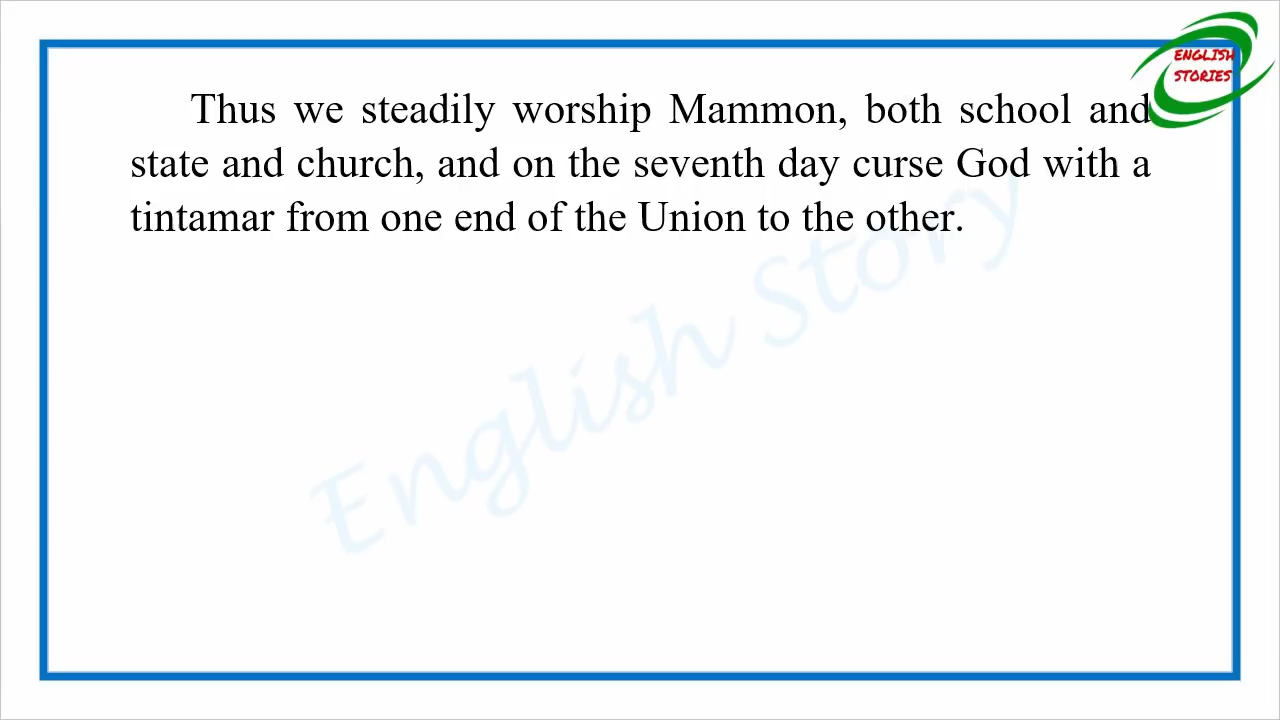 ENGLISH
STORIES
Thus we steadily worship Mammon, both school and
state and church, and on the seventh day curse God with a
tintamar from one end of the Union to the other.
English Story